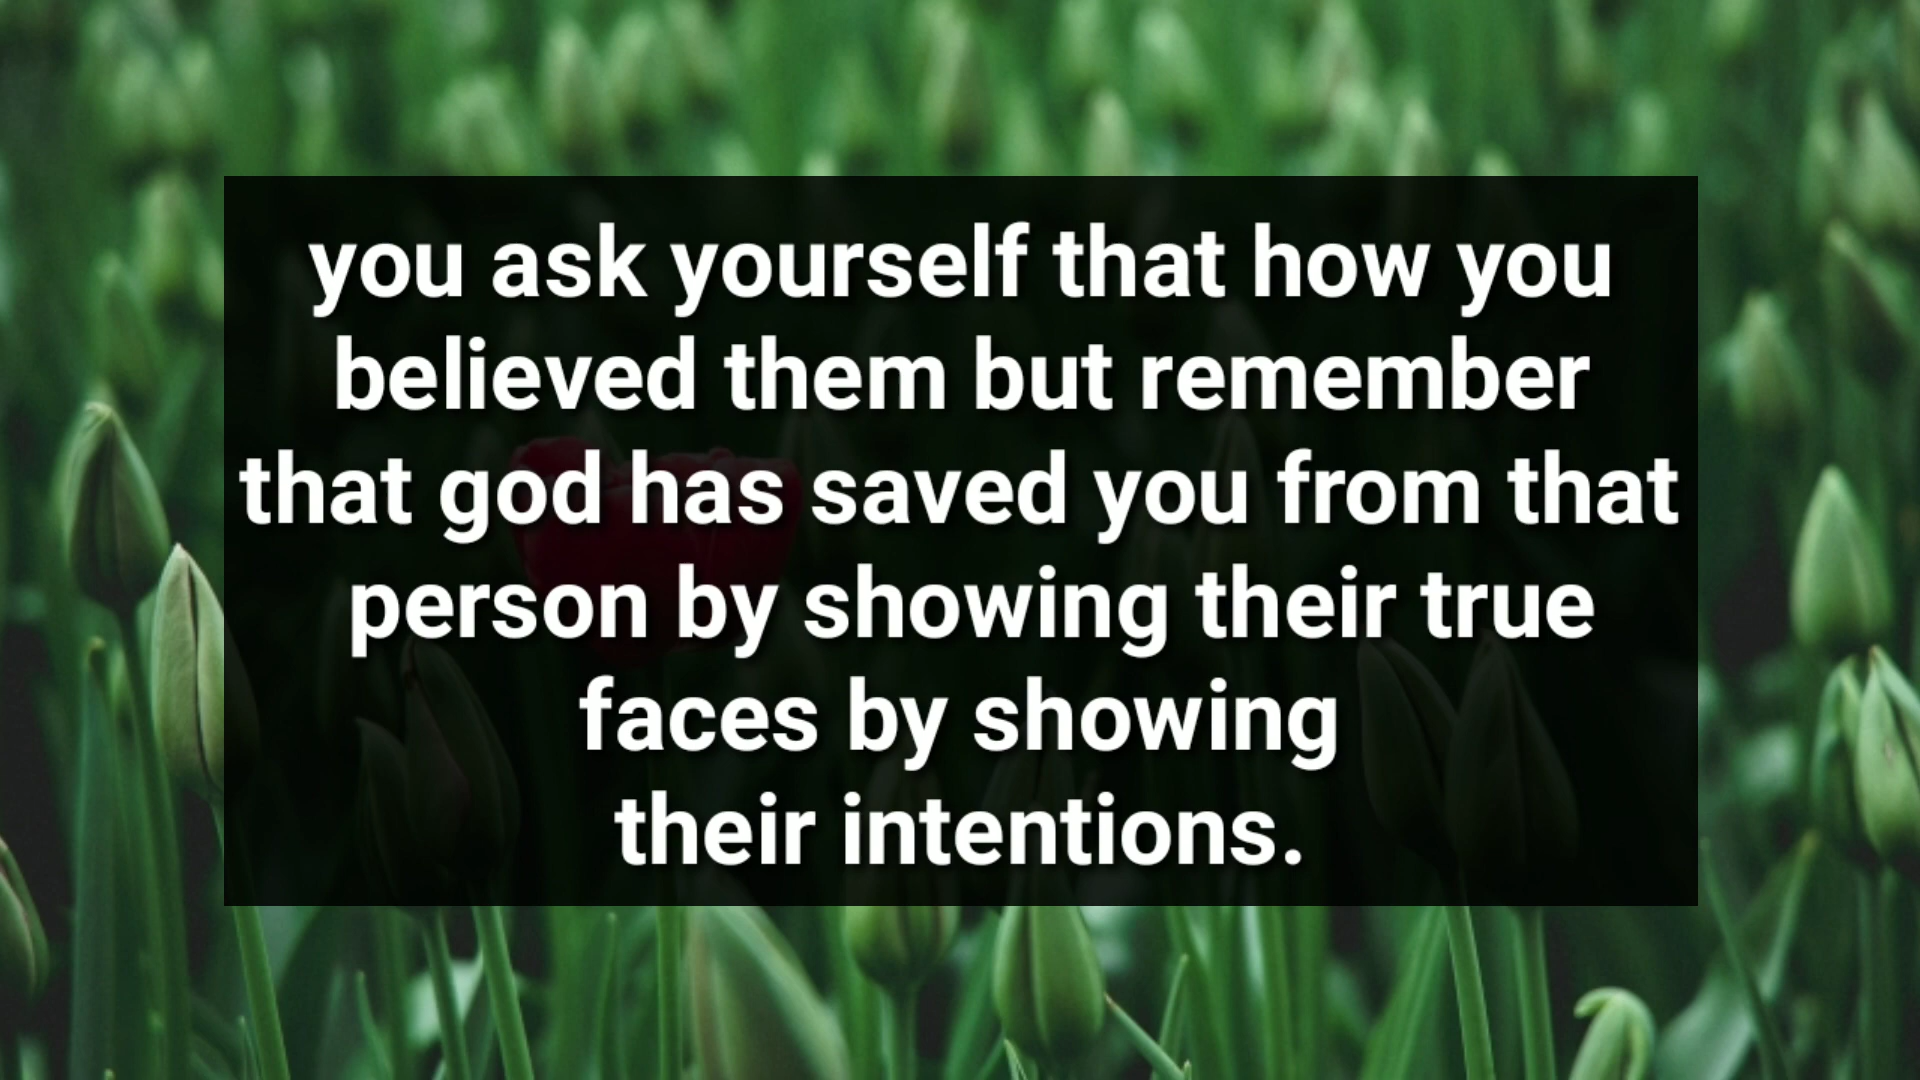 you ask yourself that how you
believed them but remember
that god has saved you from that
person by showing their true
faces by showing
their intentions.